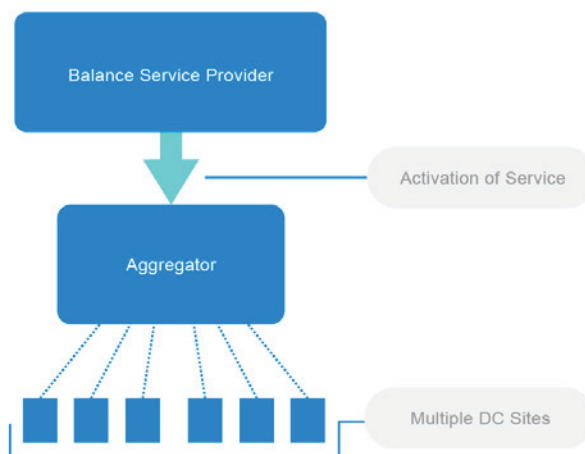 Balance Service Provider
Activation of Service
Aggregator
Multiple DC Sites